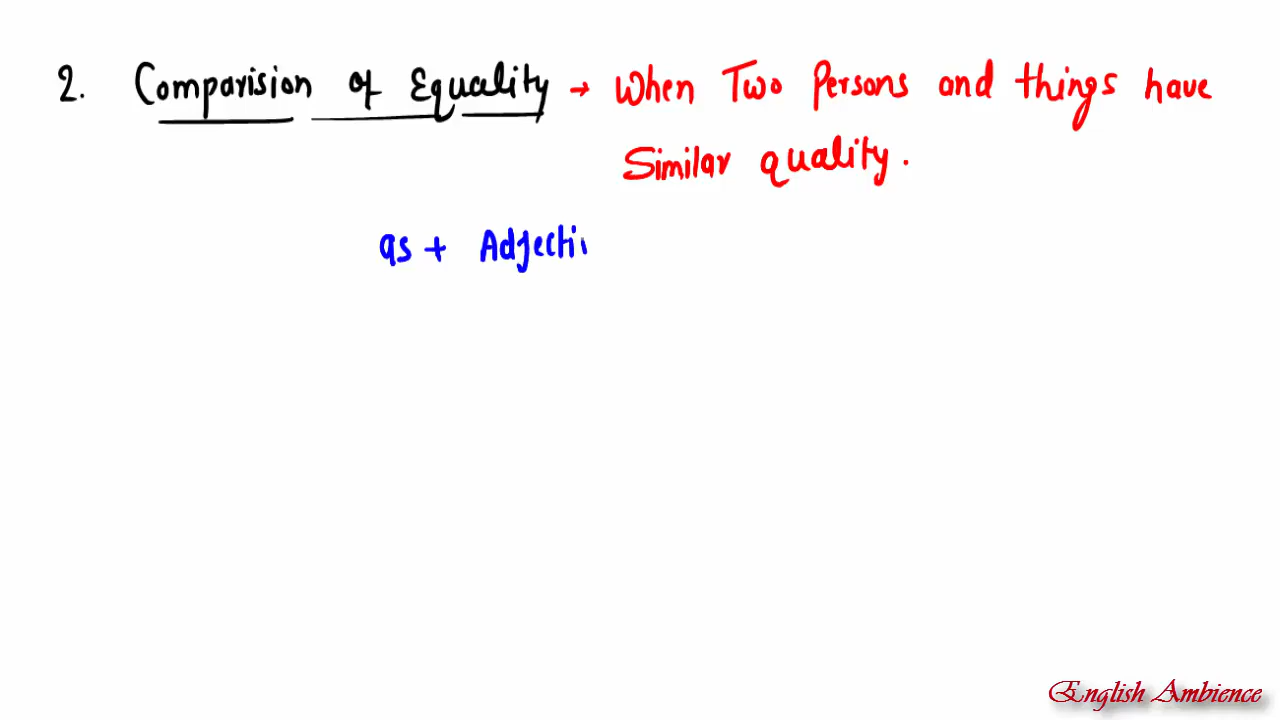 2. Comparision of Equality → When Two Persons and things have
Similar quality.
as + Adjecti
English Ambience